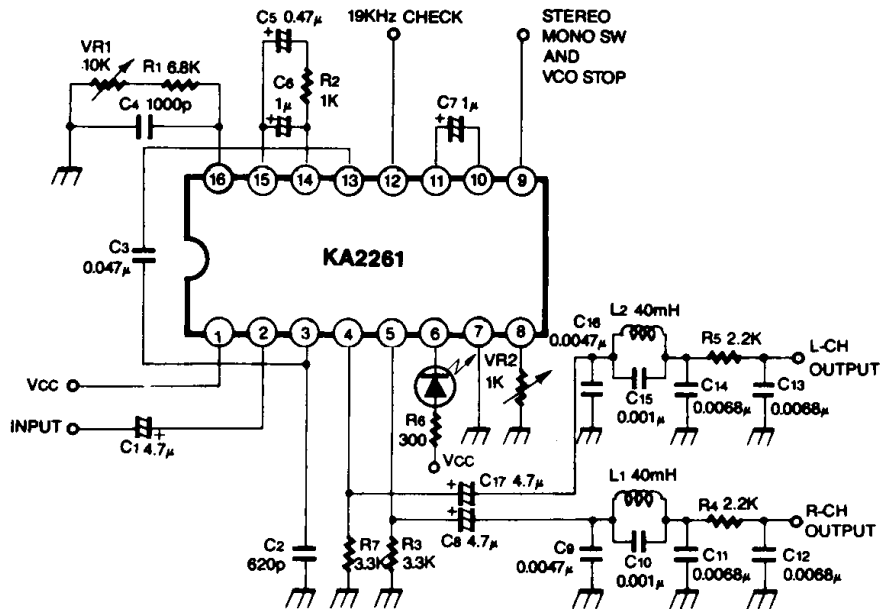 C5 0.47μ
19KHz CHECK
STEREO
MONO SW
AND
VCO STOP
VR1
10K
R1 6.8K
C4 1000p
C6
1μ
R2
1K
C7 1μ
+
+
+
16
15
14
13
12
11
10
9
C3
0.047μ
KA2261
1
2
3
4
5
6
7
8
VCC
INPUT
C1 4.7μ
+
VR2
1K
R6
300
VCC
C16
0.0047μ
L2 40mH
C15
0.001μ
R5 2.2K
C14
0.0068μ
C13
0.0068μ
L-CH
OUTPUT
+
C17 4.7μ
+
C8 4.7μ
C2
620p
R7
3.3K
R3
3.3K
C9
0.0047μ
L1 40mH
C10
0.001μ
R4 2.2K
C11
0.0068μ
C12
0.0068μ
R-CH
OUTPUT